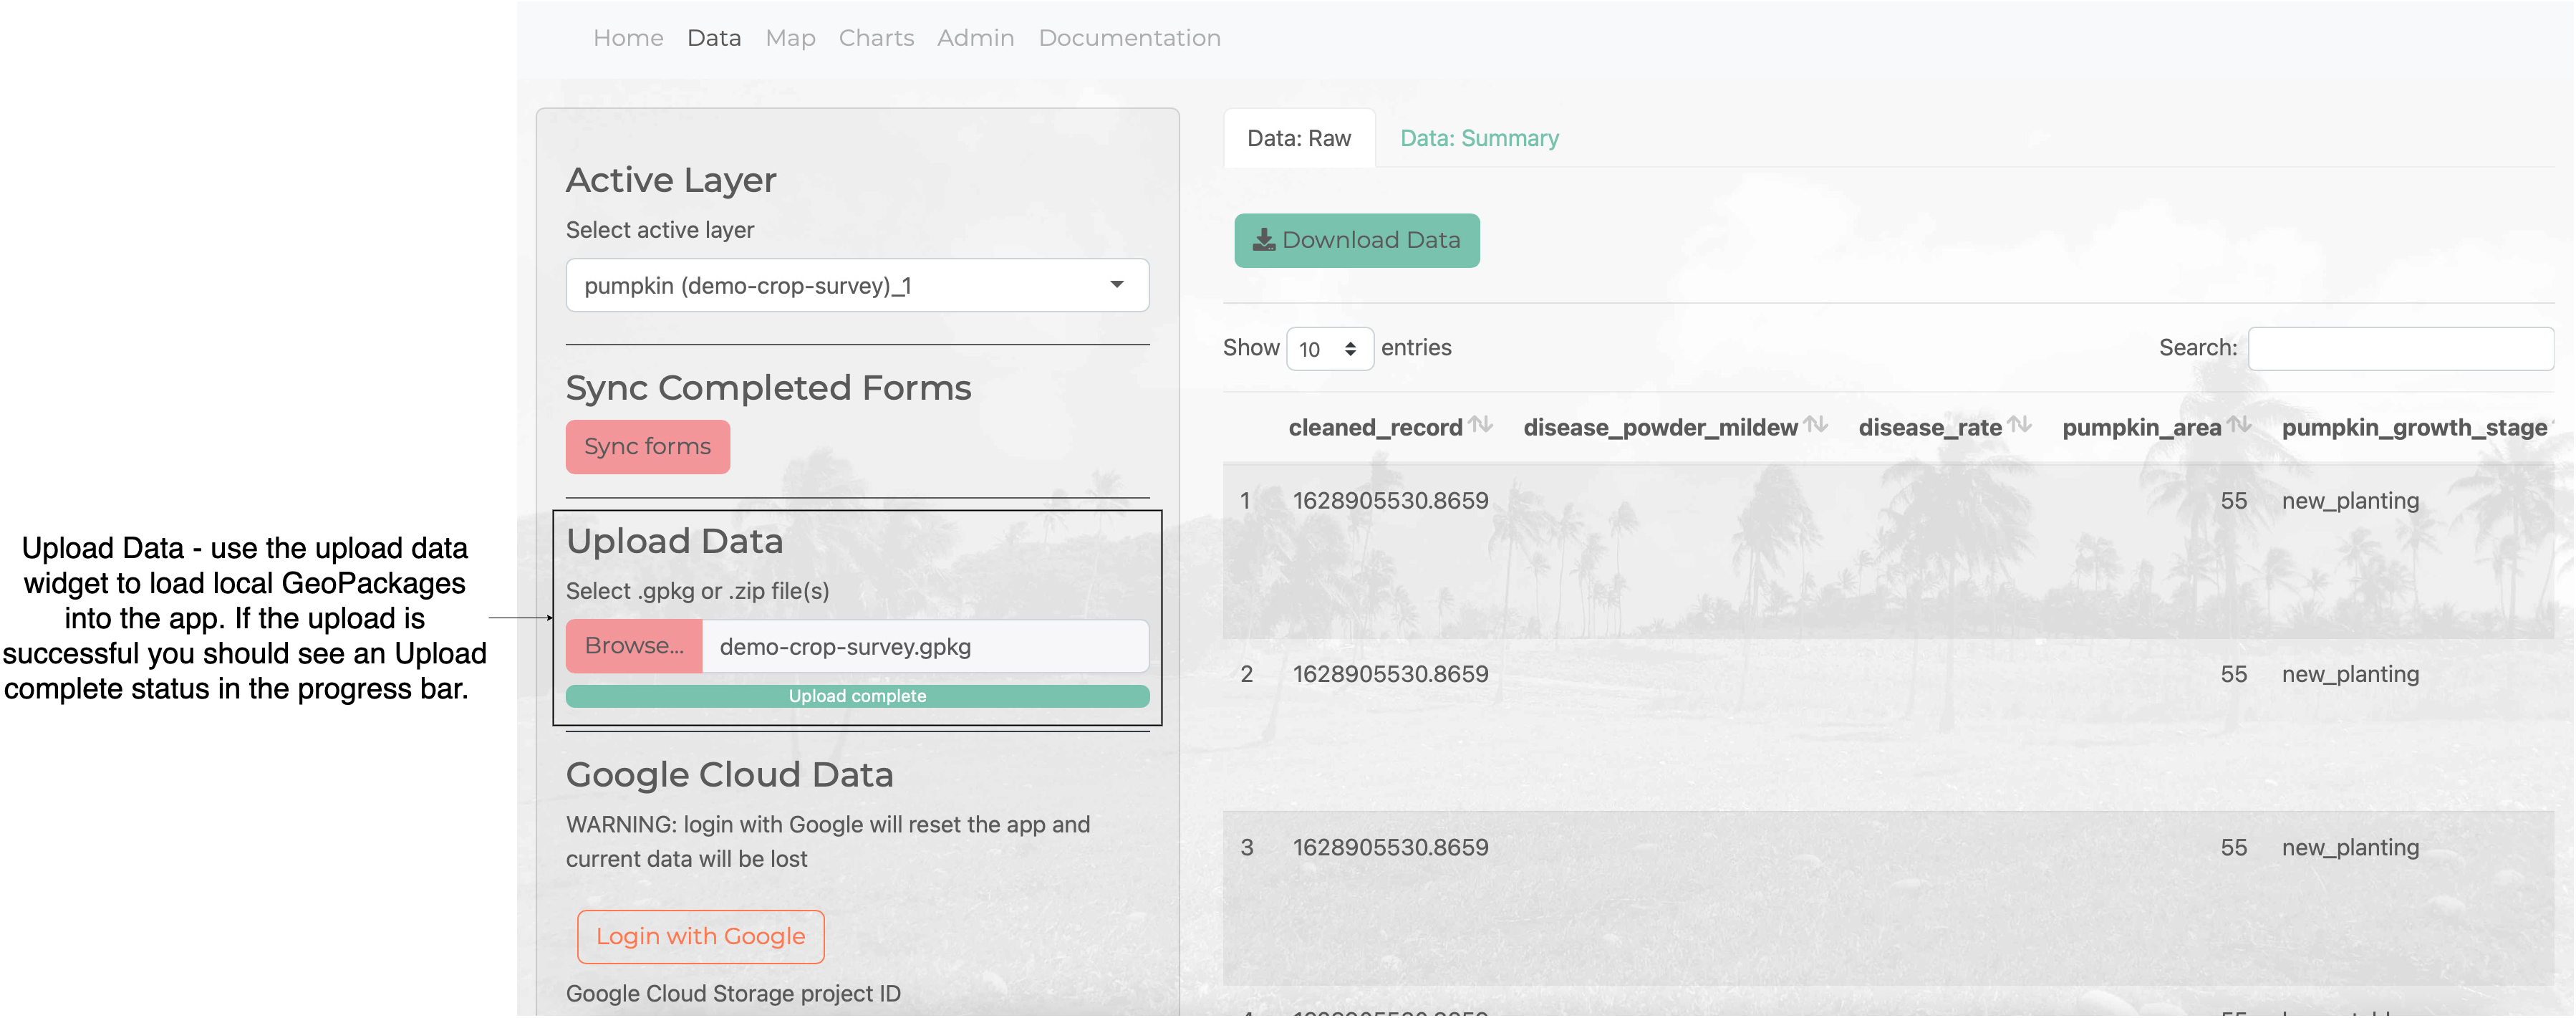 Home Data Map Charts Admin Documentation
Upload Data - use the upload data
widget to load local GeoPackages
into the app. If the upload is
successful you should see an Upload
complete status in the progress bar.
Active Layer
Select active layer
pumpkin (demo-crop-survey)_1
Sync Completed Forms
Sync forms
Upload Data
Select .gpkg or .zip file(s)
Browse... demo-crop-survey.gpkg
Upload complete
Google Cloud Data
WARNING: login with Google will reset the app and
current data will be lost
Login with Google
Google Cloud Storage project ID
Data: Raw Data: Summary
Download Data
Show 10 entries Search:
cleaned_record disease_powder_mildew disease_rate pumpkin_area pumpkin_growth_stage
1 1628905530.8659 55 new_planting
2 1628905530.8659 55 new_planting
3 1628905530.8659 55 new_planting